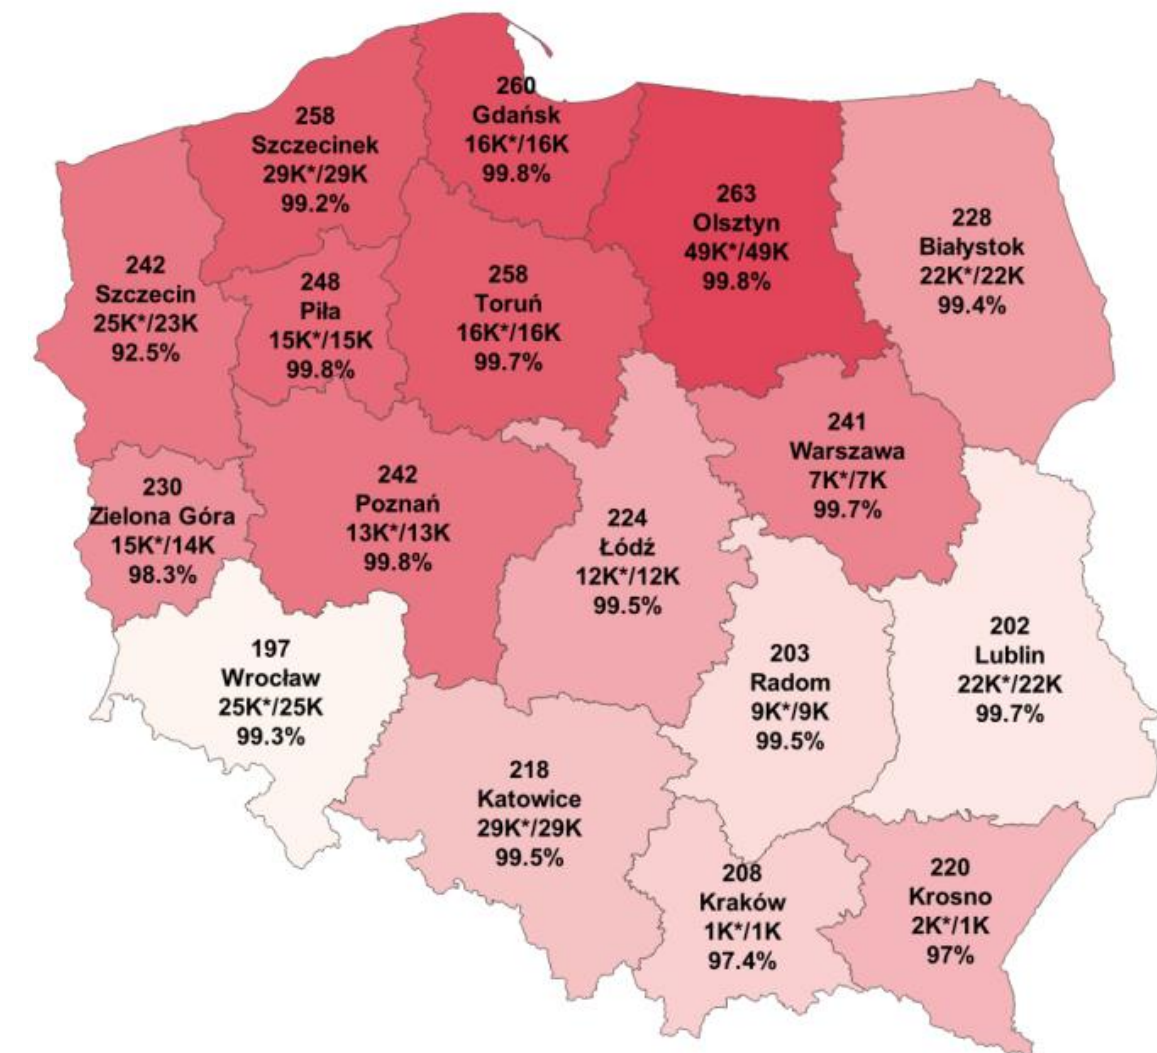 260
Gdańsk
16K*/16K
99.8%
258
Szczecinek
29K*/29K
99.2%
263
Olsztyn
49K*/49K
99.8%
228
Białystok
22K*/22K
99.4%
242
Szczecin
25K*/23K
92.5%
248
Piła
15K*/15K
99.8%
258
Toruń
16K*/16K
99.7%
241
Warszawa
7K*/7K
99.7%
230
Zielona Góra
15K*/14K
98.3%
242
Poznań
13K*/13K
99.8%
224
Łódź
12K*/12K
99.5%
197
Wrocław
25K*/25K
99.3%
203
Radom
9K*/9K
99.5%
202
Lublin
22K*/22K
99.7%
218
Katowice
29K*/29K
99.5%
208
Kraków
1K*/1K
97.4%
220
Krosno
2K*/1K
97%